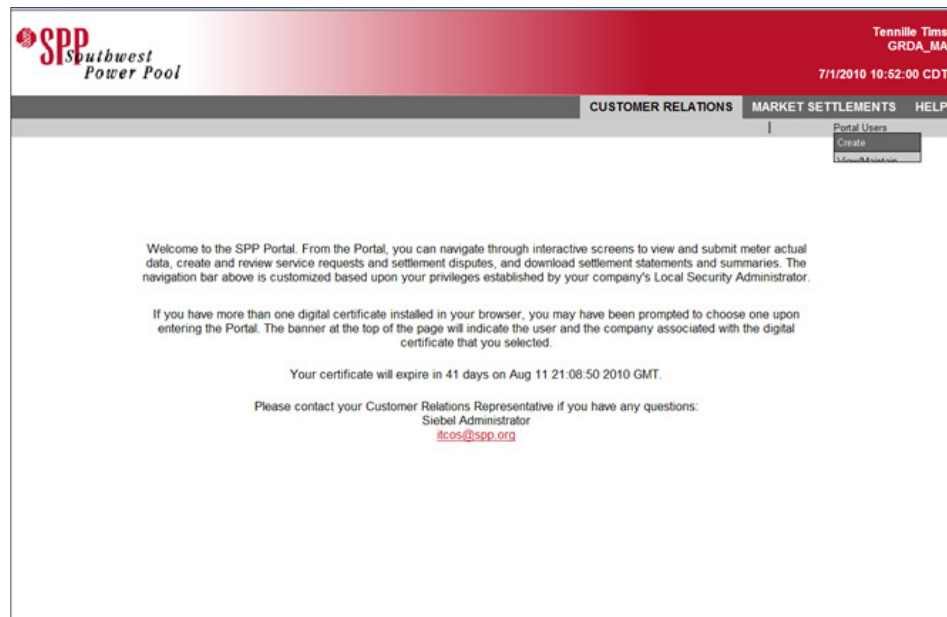 SPP
Southwest
Power Pool
Tennille Tims
GRDA_MA
7/1/2010 10:52:00 CDT
CUSTOMER RELATIONS MARKET SETTLEMENTS HELP
Portal Users
Create
View/Maintain
Welcome to the SPP Portal. From the Portal, you can navigate through interactive screens to view and submit meter actual
data, create and review service requests and settlement disputes, and download settlement statements and summaries. The
navigation bar above is customized based upon your privileges established by your company's Local Security Administrator.
If you have more than one digital certificate installed in your browser, you may have been prompted to choose one upon
entering the Portal. The banner at the top of the page will indicate the user and the company associated with the digital
certificate that you selected.
Your certificate will expire in 41 days on Aug 11 21:08:50 2010 GMT.
Please contact your Customer Relations Representative if you have any questions:
Siebel Administrator
itcos@spp.org